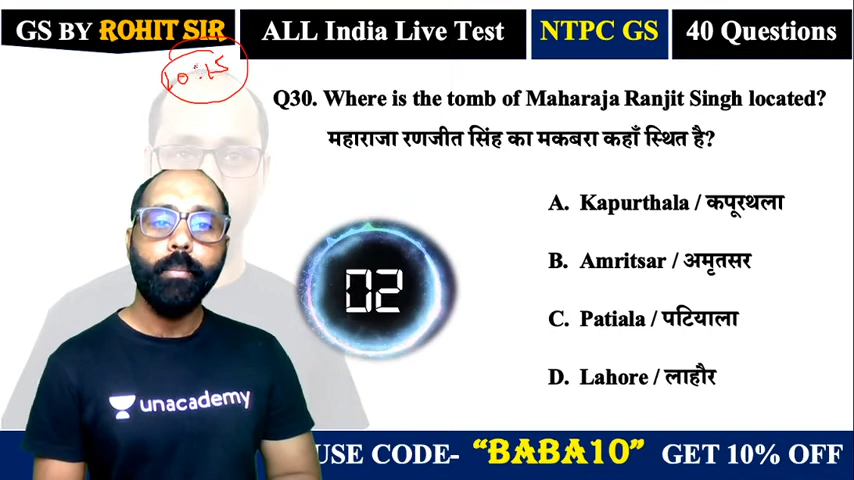 GS BY ROHIT SIR
ALL India Live Test
NTPC GS
40 Questions
10:15
Q30. Where is the tomb of Maharaja Ranjit Singh located?
महाराजा रणजीत सिंह का मकबरा कहाँ स्थित है?
A. Kapurthala / कपूरथला
B. Amritsar / अमृतसर
C. Patiala / पटियाला
D. Lahore / लाहौर
02
unacademy
USE CODE- “BABA10” GET 10% OFF